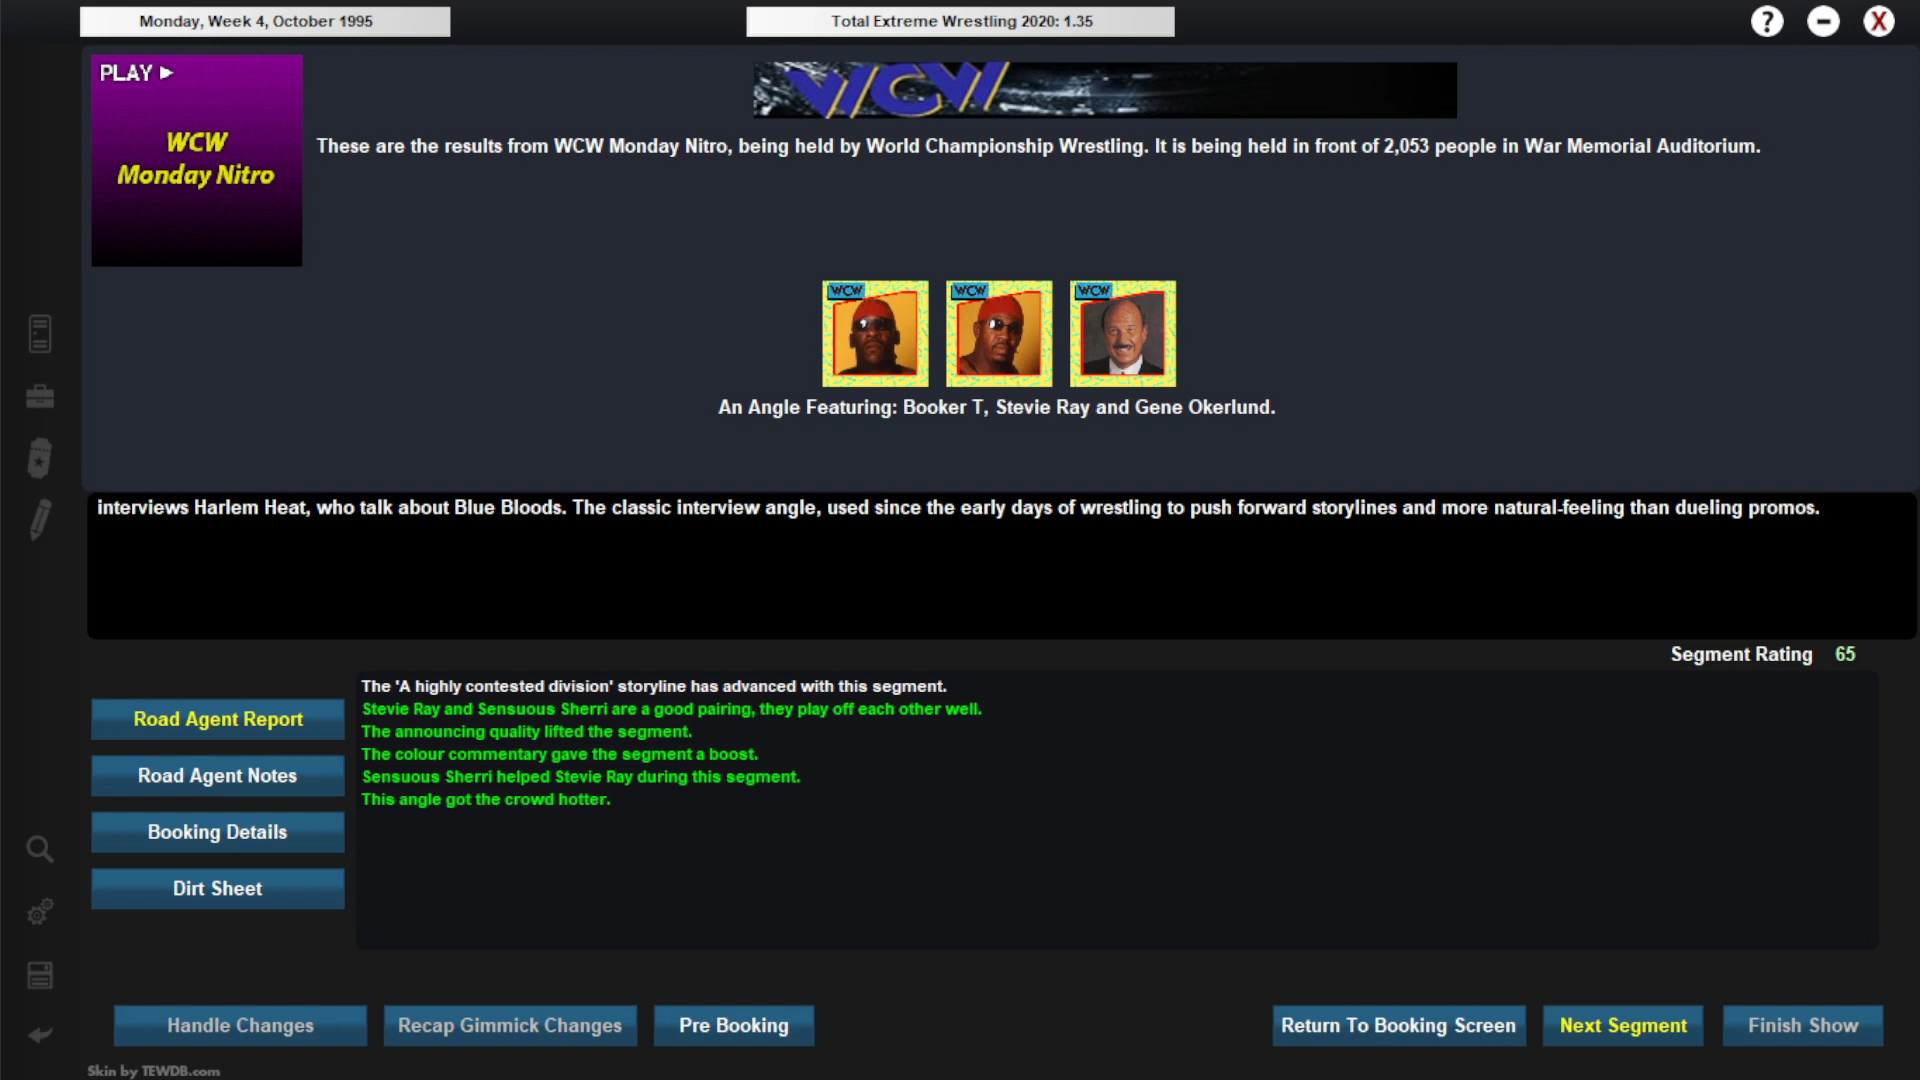 Monday, Week 4, October 1995
Total Extreme Wrestling 2020: 1.35
?
X
PLAY
WCW
Monday Nitro
WCW
These are the results from WCW Monday Nitro, being held by World Championship Wrestling. It is being held in front of 2,053 people in War Memorial Auditorium.
WCW
WCW
WCW
An Angle Featuring: Booker T, Stevie Ray and Gene Okerlund.
interviews Harlem Heat, who talk about Blue Bloods. The classic interview angle, used since the early days of wrestling to push forward storylines and more natural-feeling than dueling promos.
Segment Rating 65
Road Agent Report
Road Agent Notes
Booking Details
Dirt Sheet
The 'A highly contested division' storyline has advanced with this segment.
Stevie Ray and Sensuous Sherri are a good pairing, they play off each other well.
The announcing quality lifted the segment.
The colour commentary gave the segment a boost.
Sensuous Sherri helped Stevie Ray during this segment.
This angle got the crowd hotter.
Handle Changes
Recap Gimmick Changes
Pre Booking
Return To Booking Screen
Next Segment
Finish Show
Skin by TEWDB.com